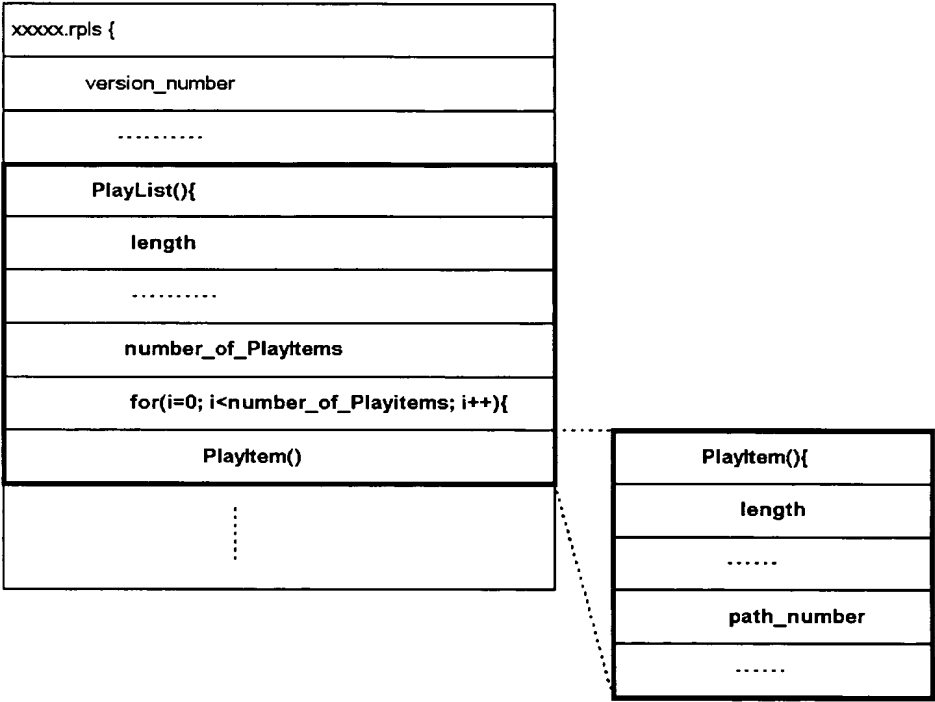 xxxxx.rpls {
version_number
..........
PlayList(){
length
..........
number_of_PlayItems
for(i=0; i<number_of_Playitems; i++){
PlayItem()
PlayItem(){
length
......
path_number
......